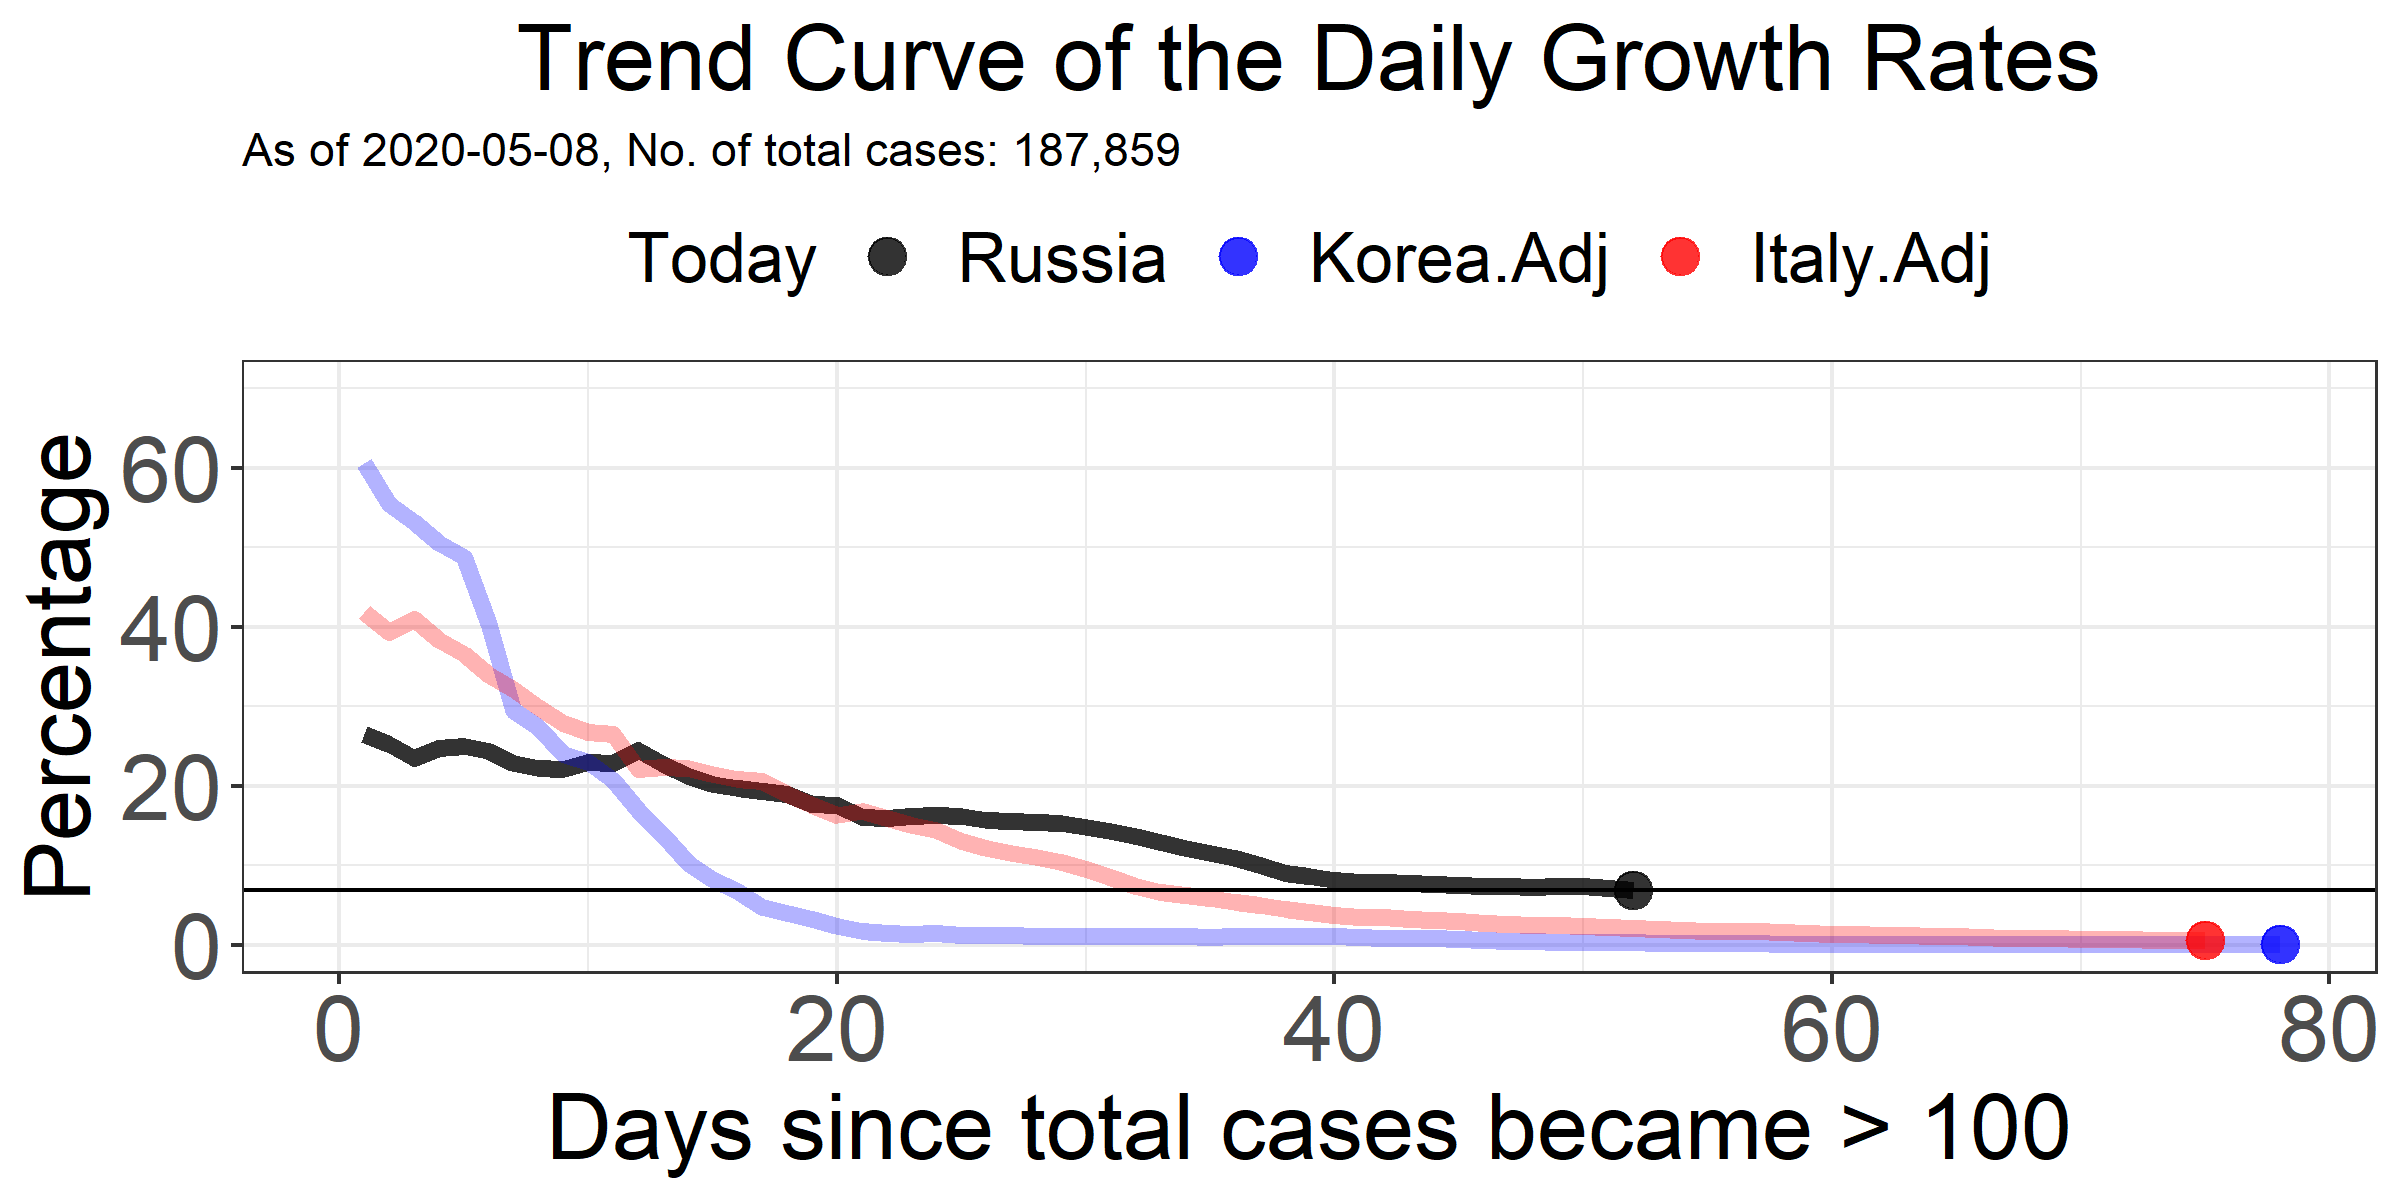 Trend Curve of the Daily Growth Rates
As of 2020-05-08, No. of total cases: 187,859
Today Russia Korea.Adj Italy.Adj
Percentage
60
40
20
0
0 20 40 60 80
Days since total cases became > 100